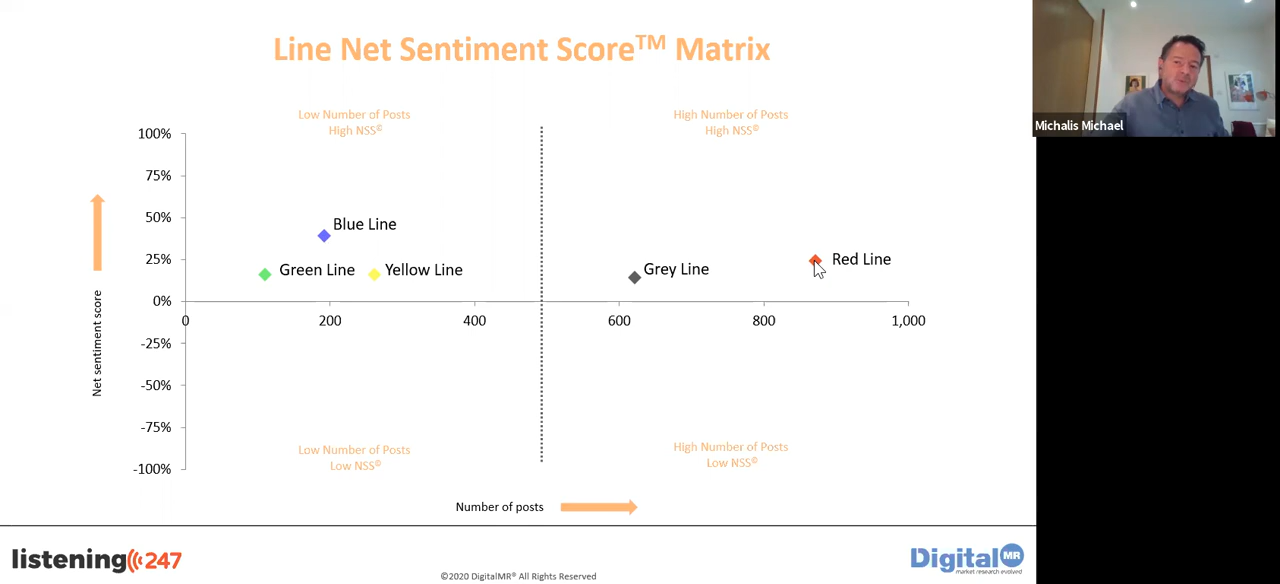 Line Net Sentiment Score™ Matrix
Michalis Michael
Low Number of Posts
High NSS©
High Number of Posts
High NSS©
100%
75%
50%
25%
0%
-25%
-50%
-75%
-100%
Net sentiment score
Blue Line
Green Line
Yellow Line
Grey Line
Red Line
0
200
400
600
800
1,000
Low Number of Posts
Low NSS©
High Number of Posts
Low NSS©
Number of posts
listening247
©2020 DigitalMR® All Rights Reserved
Digital MR
market research evolved